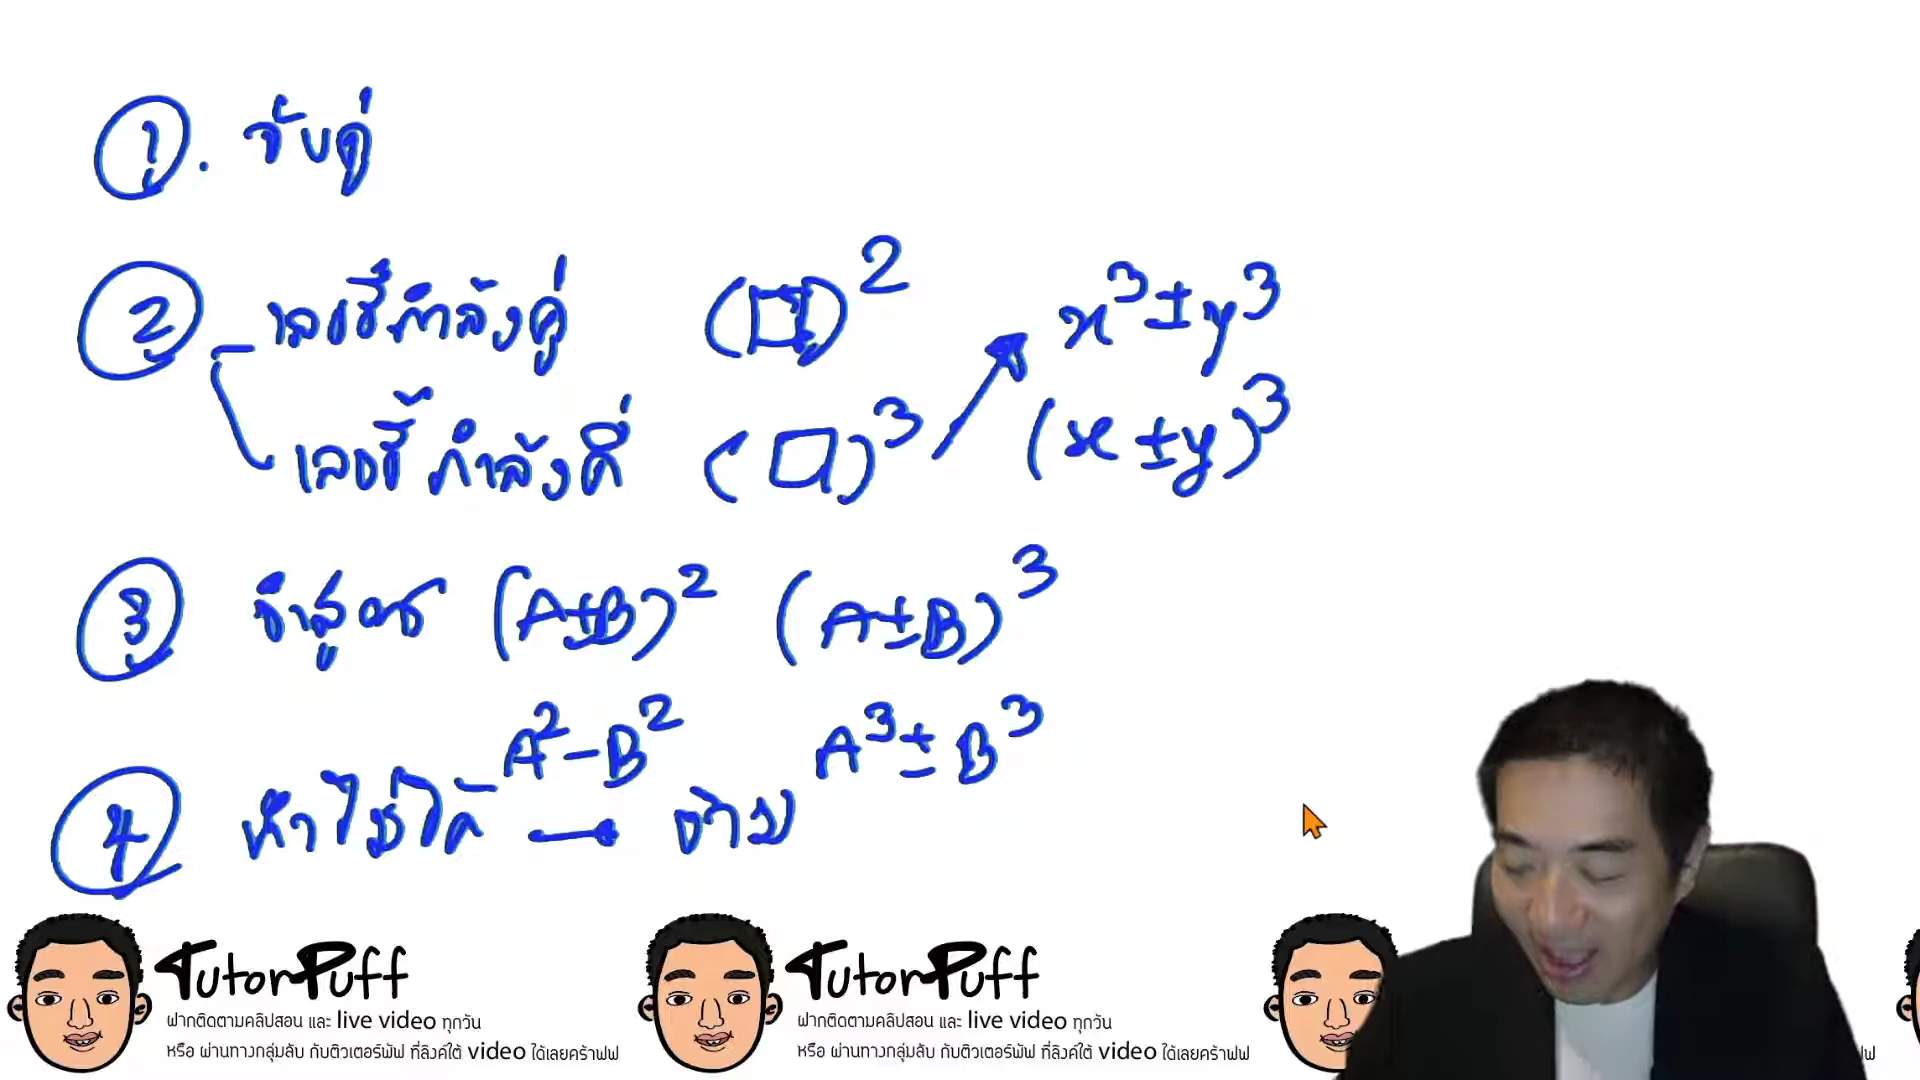 1. จับคู่
2 เลขชี้กำลังคู่ (□)² x³±y³
เลขชี้กำลังคี่ (□)³ (x±y)³
3 จำสูตร (A±B)² (A±B)³
A²−B² A³±B³
4 ทำไม่ได้ → ข้าม
TutorPuff TutorPuff
ฝากติดตามคลิปสอน และ live video ทุกวัน ฝากติดตามคลิปสอน และ live video ทุกวัน
หรือ ผ่านทางกลุ่มลับ กับติวเตอร์พัฟ ที่ลิงค์ใต้ video ได้เลยคร้าฟฟ หรือ ผ่านทางกลุ่มลับ กับติวเตอร์พัฟ ที่ลิงค์ใต้ video ได้เลยคร้าฟฟ